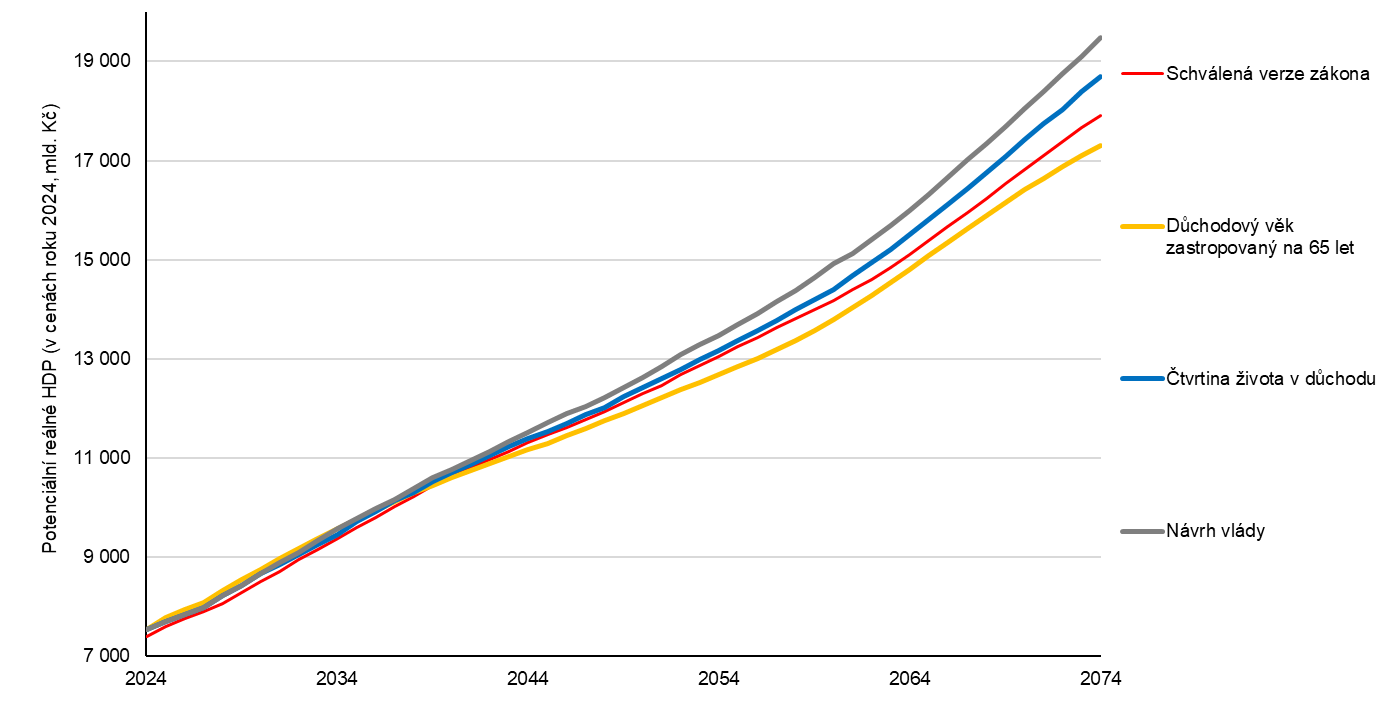 Potenciální reálné HDP (v cenách roku 2024, mld. Kč)
19 000
17 000
15 000
13 000
11 000
9 000
7 000
2024
2034
2044
2054
2064
2074
Schválená verze zákona
Důchodový věk
zastropovaný na 65 let
Čtvrtina života v důchodu
Návrh vlády